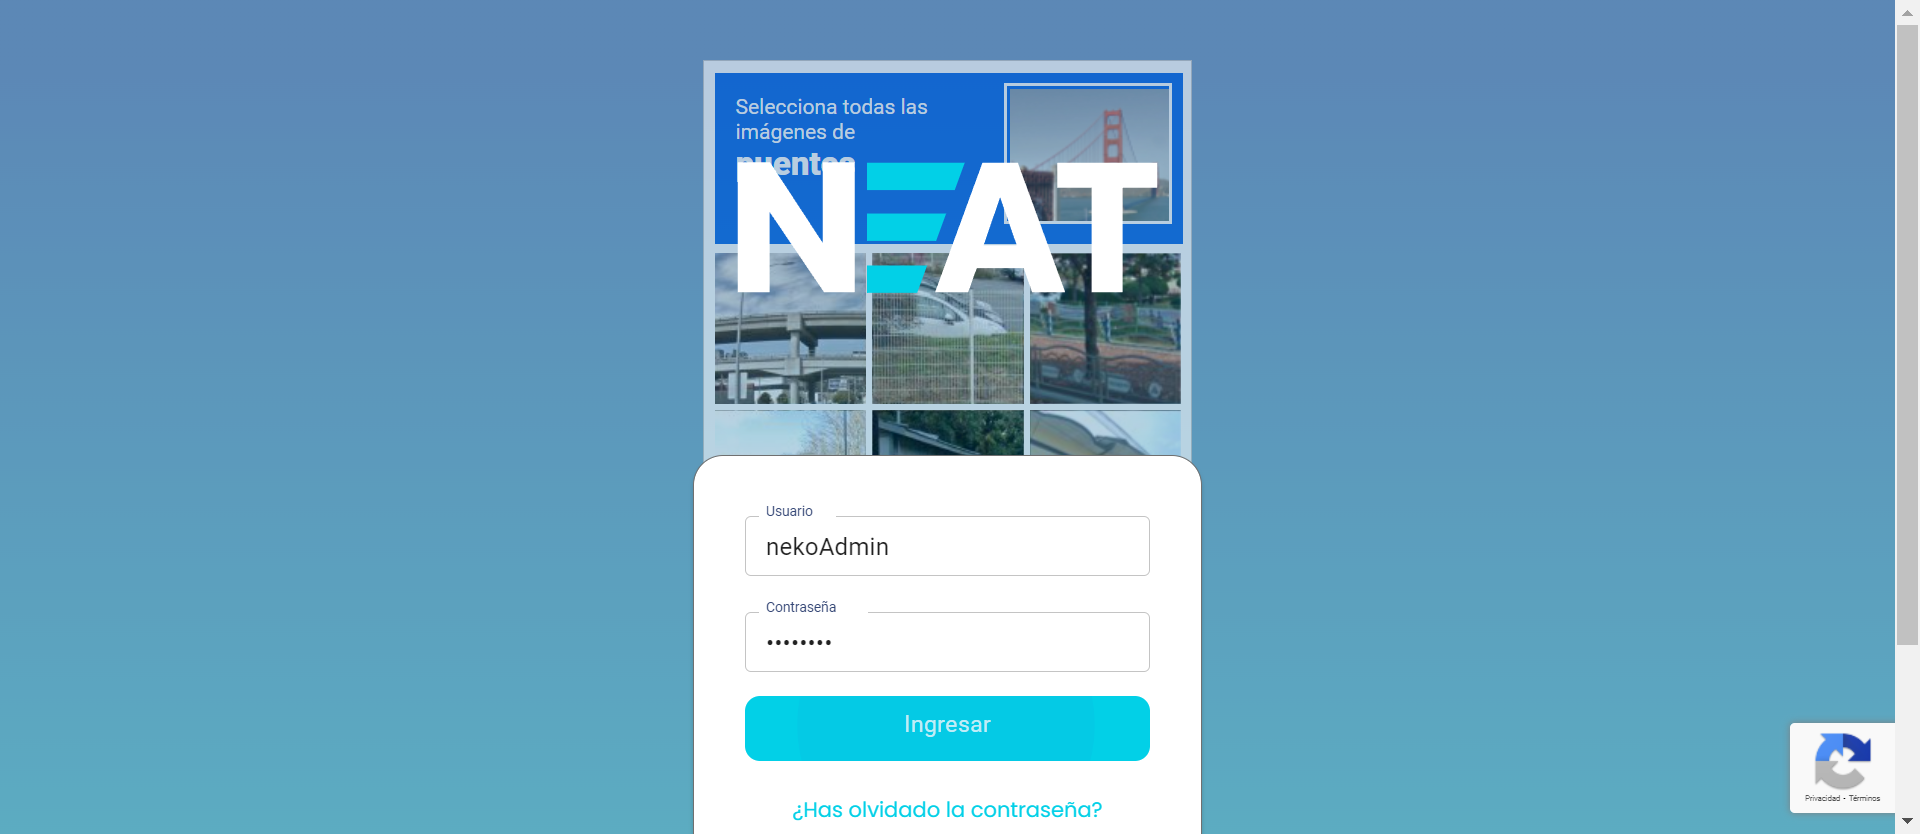 Selecciona todas las
imágenes de
puentes
NEAT
Usuario
nekoAdmin
Contraseña
••••••••
Ingresar
¿Has olvidado la contraseña?
Privacidad - Términos